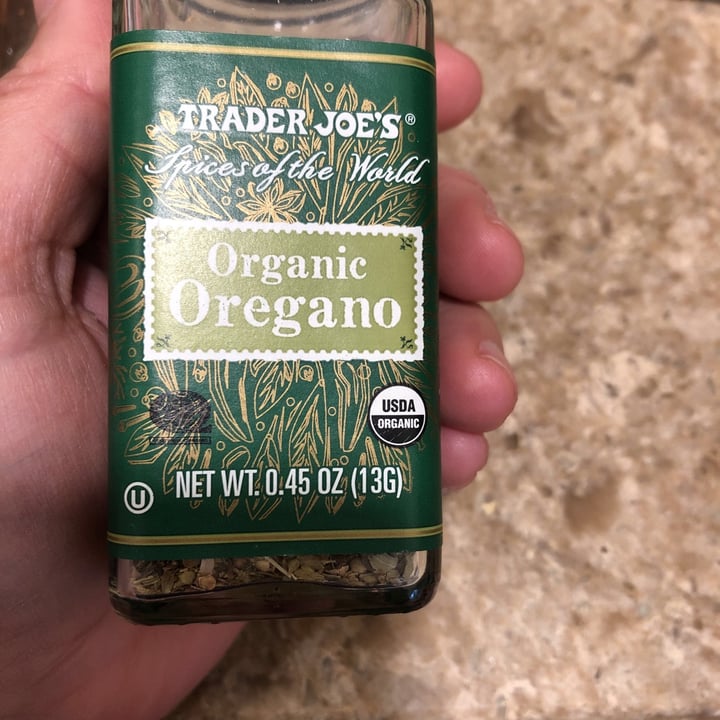 TRADER JOE'S®
Spices of the World
Organic
Oregano
USDA
ORGANIC
U
NET WT. 0.45 OZ (13G)